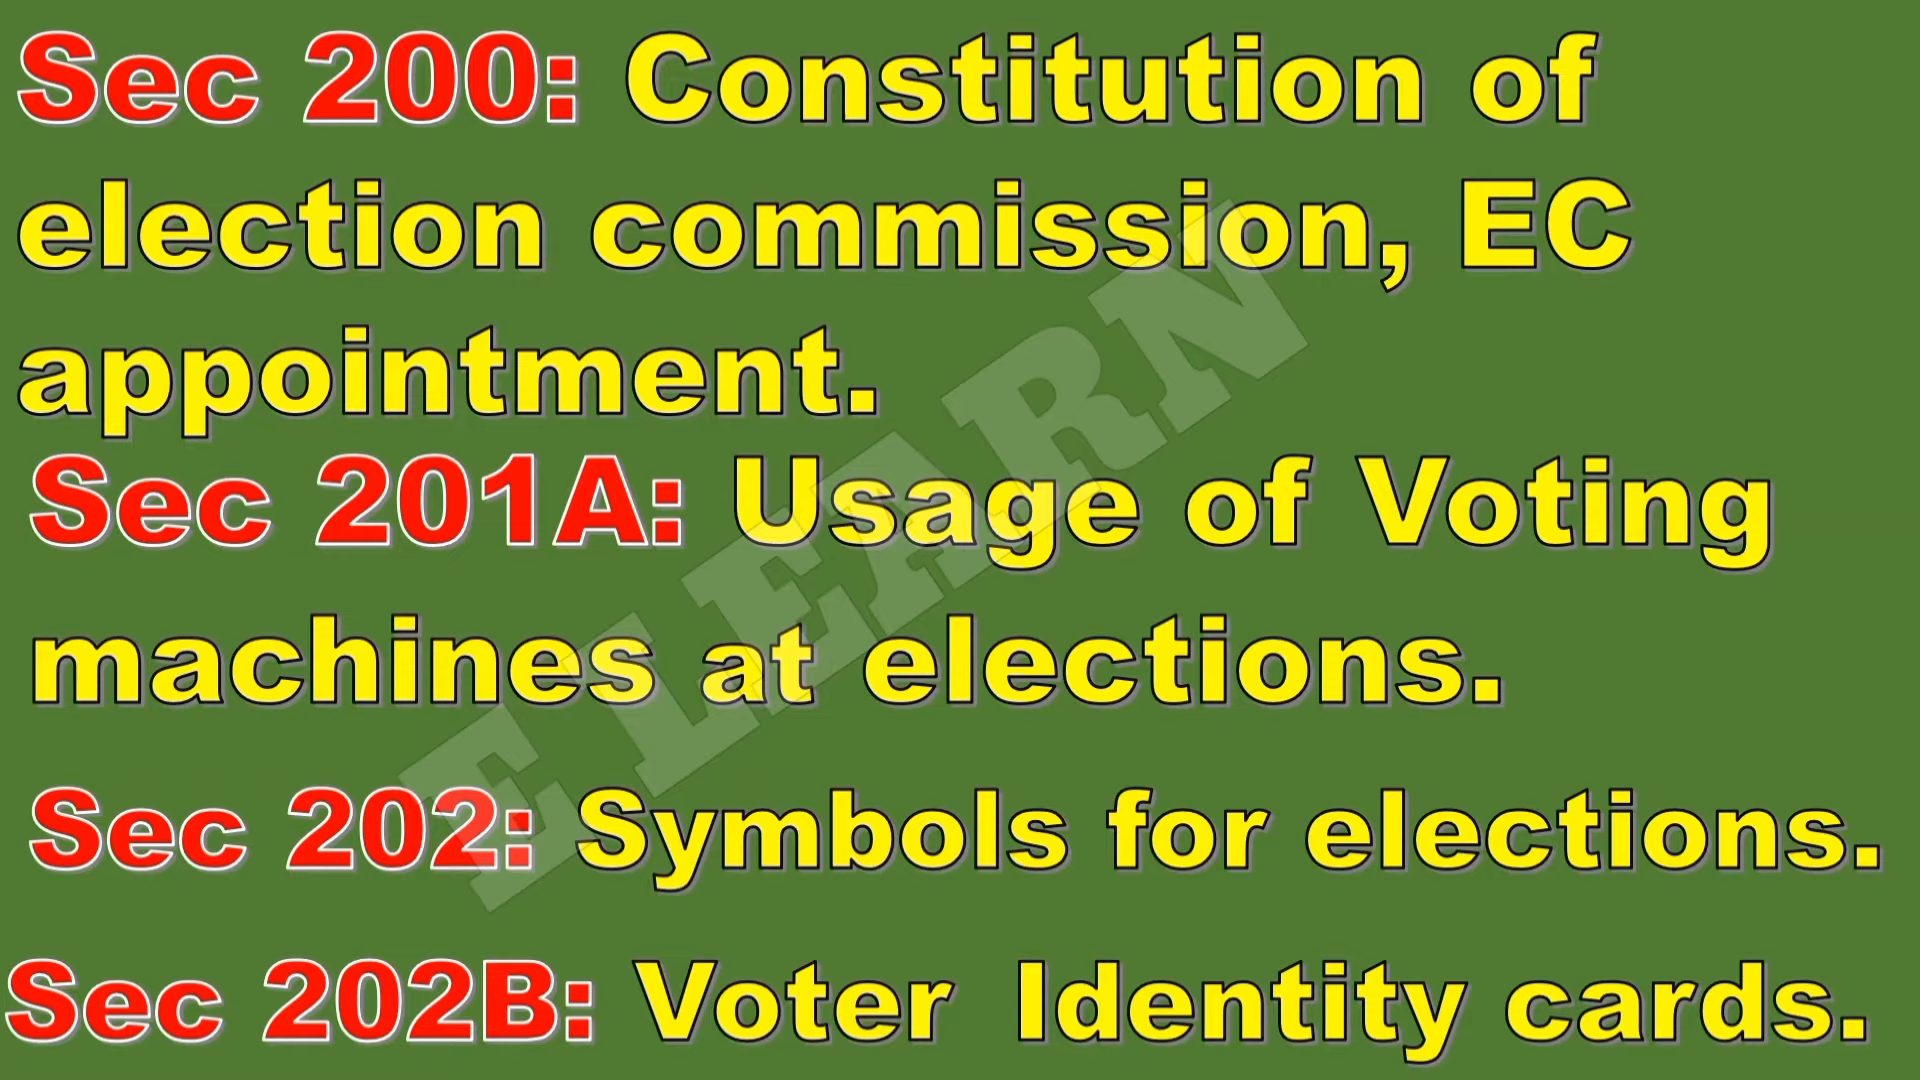 Sec 200: Constitution of
election commission, EC
appointment.
Sec 201A: Usage of Voting
machines at elections.
Sec 202: Symbols for elections.
Sec 202B: Voter Identity cards.
ELEARN